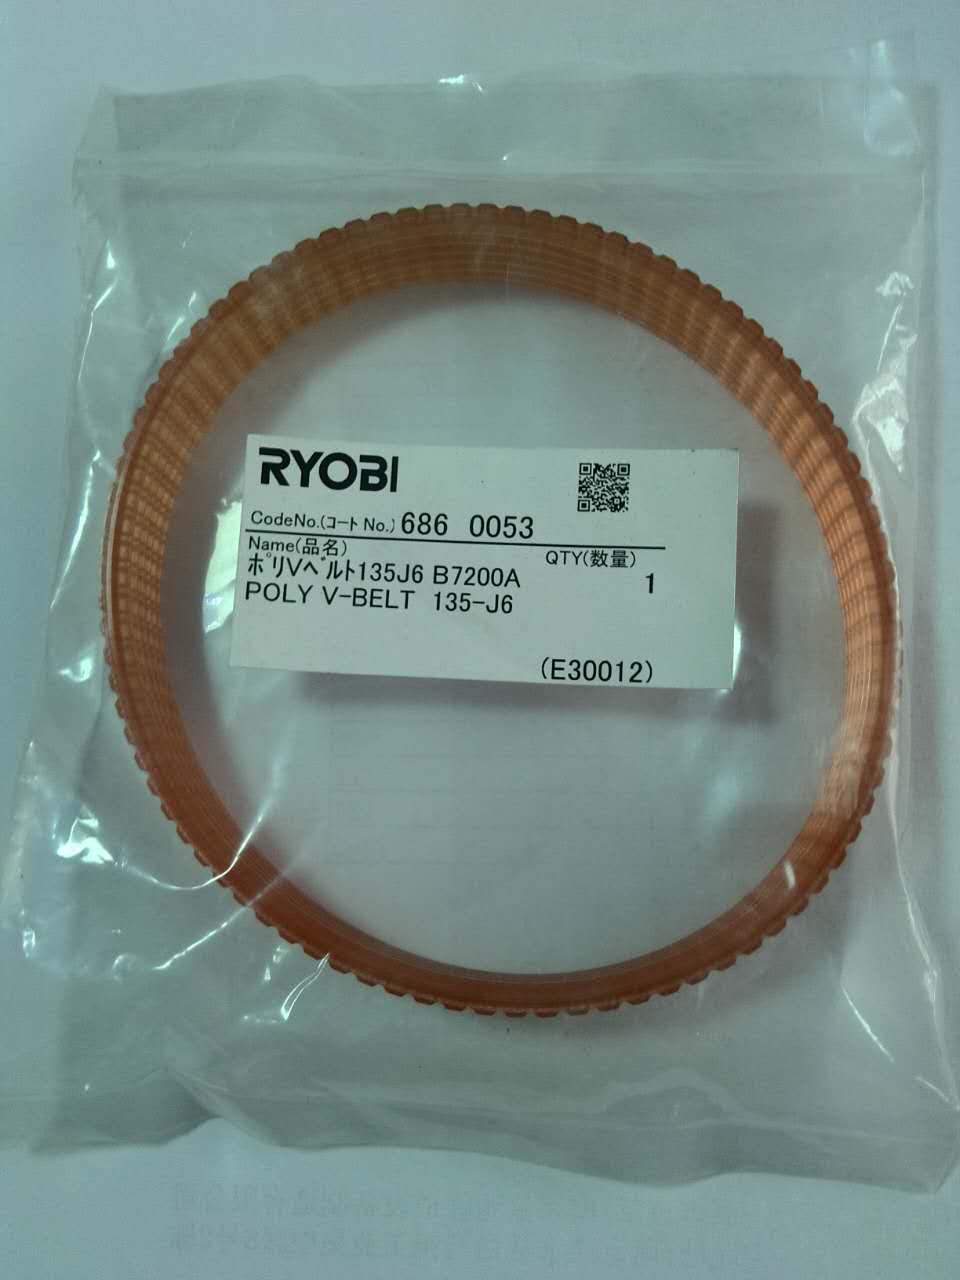 RYOBI
CodeNo.(コートNo.) 686 0053
Name(品名)
QTY(数量)
ポリVベルト135J6 B7200A
1
POLY V-BELT 135-J6
(E30012)